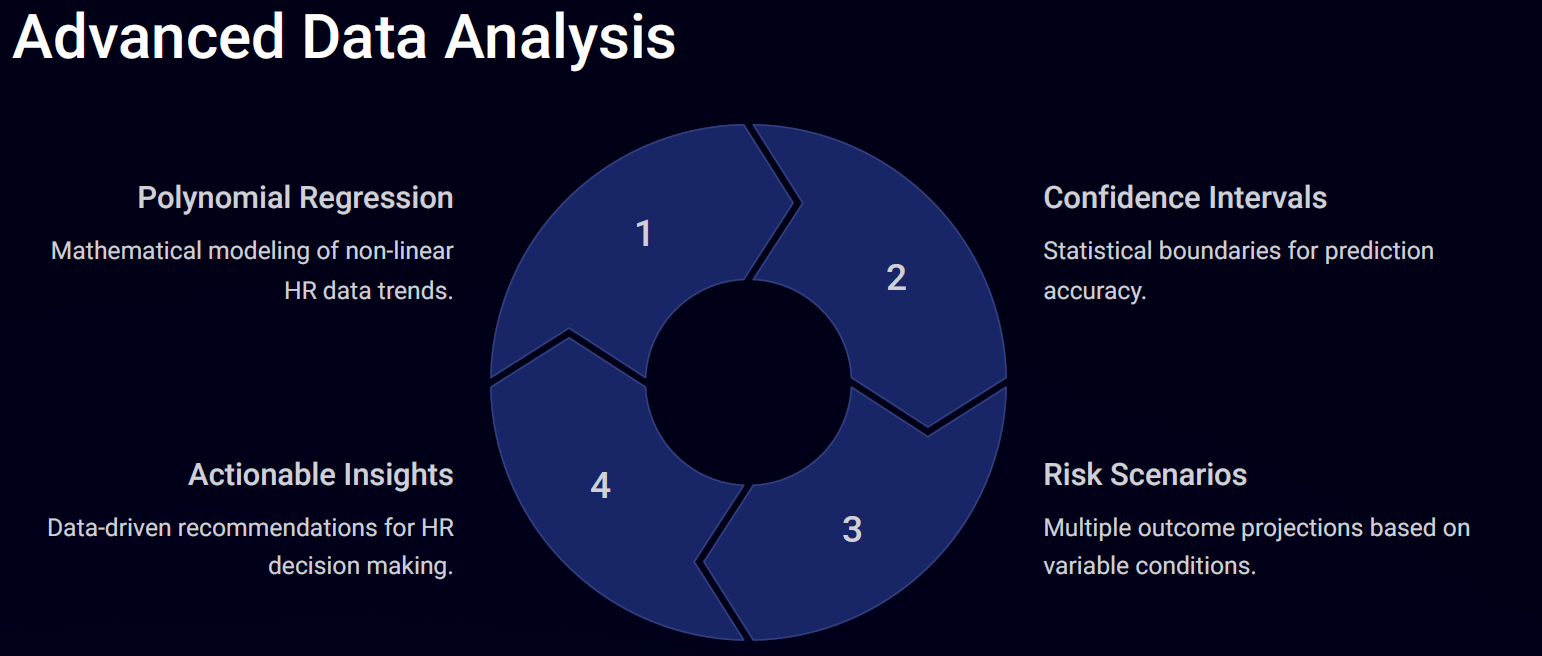 Advanced Data Analysis
Polynomial Regression
Mathematical modeling of non-linear
HR data trends.
1
Confidence Intervals
Statistical boundaries for prediction
accuracy.
2
Risk Scenarios
Multiple outcome projections based on
variable conditions.
3
Actionable Insights
Data-driven recommendations for HR
decision making.
4